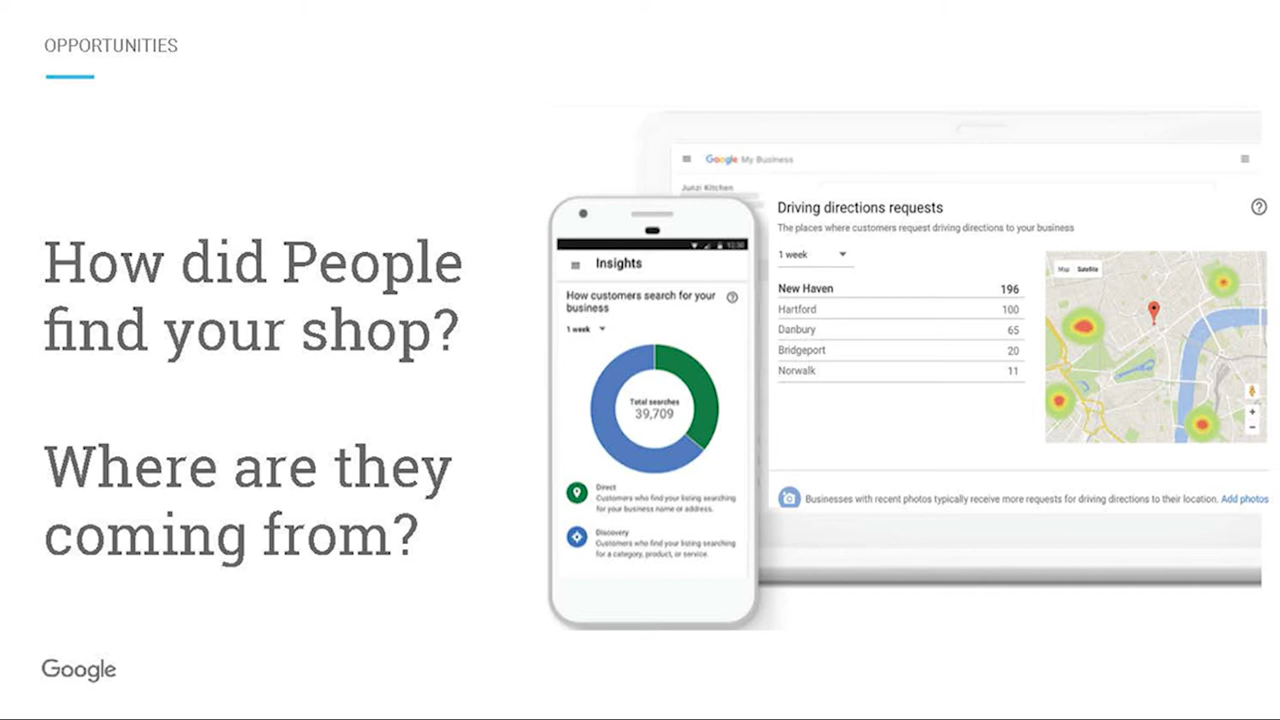 OPPORTUNITIES
How did People
find your shop?
Where are they
coming from?
Google
12:30
Insights
How customers search for your
business
1 week
Total searches
39,709
Direct
Customers who find your listing searching
for your business name or address.
Discovery
Customers who find your listing searching
for a category, product, or service.
Google My Business
Junzi Kitchen
Driving directions requests
The places where customers request driving directions to your business
1 week
New Haven 196
Hartford 100
Danbury 65
Bridgeport 20
Norwalk 11
Map Satellite
Businesses with recent photos typically receive more requests for driving directions to their location. Add photos